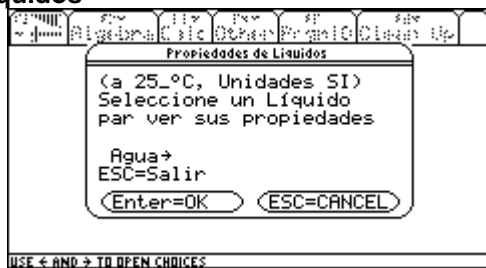 quidos
Algebra Calc Other PrgmIO Clean Up
Propiedades de Liquidos
(a 25_°C, Unidades SI)
Seleccione un Líquido
par ver sus propiedades
Agua→
ESC=Salir
Enter=OK ESC=CANCEL
USE ← AND → TO OPEN CHOICES